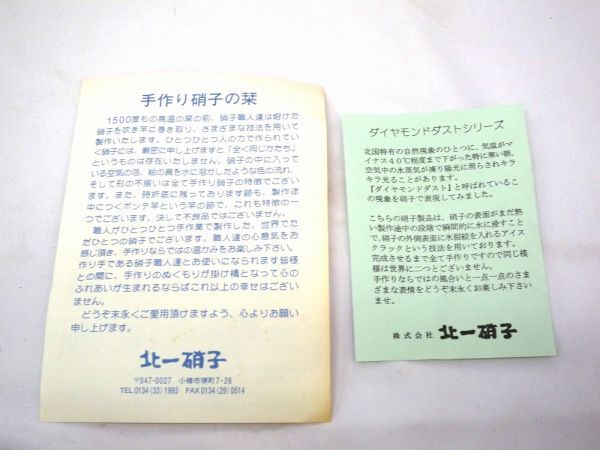 手作り硝子の栞
1500度もの高温の窯の前、硝子職人達は熔けた
硝子を吹き竿に巻き取り、さまざまな技法を用いて
製作いたします。ひとつひとつ人の力で作られてい
く硝子には、厳密に申し上げますと「全く同じかたち」
というものは存在いたしません。硝子の中に入って
いる空気の泡、絵の具を水に溶かしたような色の流れ、
そして形の不揃いは全て手作り硝子の特徴でござい
ます。また、時折底に残っております跡も、製作途
中につくポンテ竿という竿の跡で、これも特徴の一
つでございます。決して不良品ではございません。
職人がひとつひとつ手作業で製作した、世界でた
だひとつの硝子でございます。職人達の心意気をお
感じ頂き、手作りならではの温かみをお楽しみ下さい。
作り手である硝子職人達とお使いになられます皆様
との間に、手作りのぬくもりが掛け橋となって心の
ふれあいが生まれるならばこれ以上の幸せはござい
ません。
どうぞ末永くご愛用頂けますよう、心よりお願い
申し上げます。
北一硝子
〒047-0027 小樽市堺町7-26
TEL 0134 (33) 1993 FAX 0134 (29) 0514
ダイヤモンドダストシリーズ
北国特有の自然現象のひとつに、気温がマ
イナス40℃程度まで下がった特に寒い朝、
空気中の水蒸気が凍り陽光に照らされキラ
キラ光ることがあります。
『ダイヤモンドダスト』と呼ばれているこ
の現象を硝子で表現してみました。
こちらの硝子製品は、硝子の表面がまだ熱
い製作途中の段階で瞬間的に水に浸すこと
で、硝子の外側表面に氷裂紋を入れるアイス
クラックという技法を用いております。
完成させるまで全て手作りですので同じ模
様は世界に二つとございません。
手作りならではの風合いと一点一点のさま
ざまな表情をどうぞ末永くお楽しみ下さい
ませ。
株式会社 北一硝子